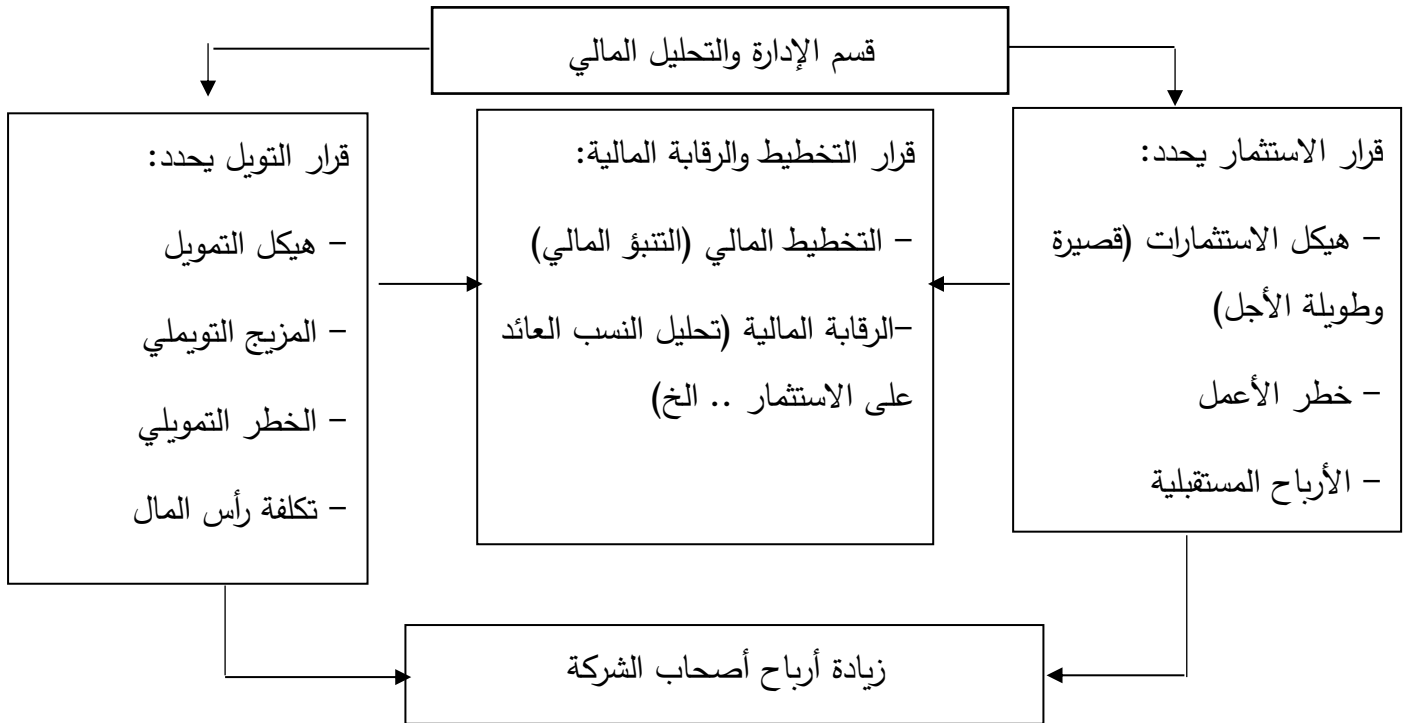 قسم الإدارة والتحليل المالي
قرار الاستثمار يحدد:
– هيكل الاستثمارات (قصيرة
وطويلة الأجل)
– خطر الأعمل
– الأرباح المستقبلية
قرار التخطيط والرقابة المالية:
– التخطيط المالي (التنبؤ المالي)
–الرقابة المالية (تحليل النسب العائد
على الاستثمار .. الخ)
قرار التويل يحدد:
– هيكل التمويل
– المزيج التويملي
– الخطر التمويلي
– تكلفة رأس المال
زيادة أرباح أصحاب الشركة